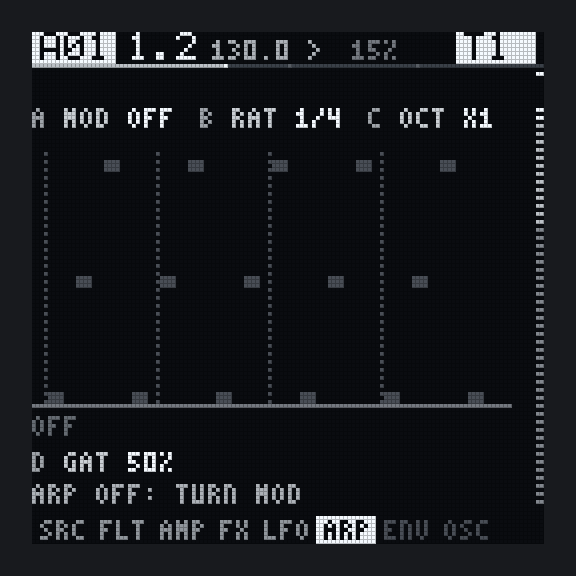 A01 1.2 130.0 > 15% T1
A MOD OFF B RAT 1/4 C OCT X1
OFF
D GAT 50%
ARP OFF: TURN MOD
SRC FLT AMP FX LFO ARP ENV OSC